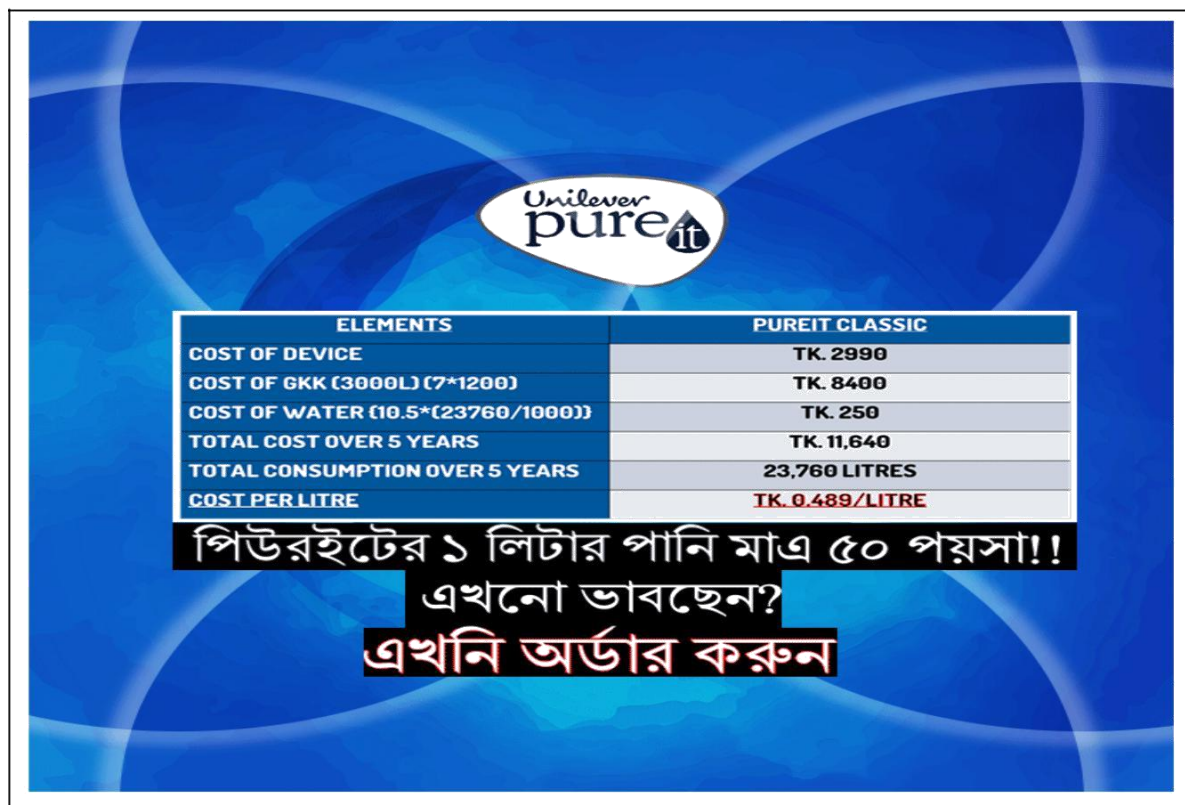 Unilever
pureit
ELEMENTS PUREIT CLASSIC
COST OF DEVICE TK. 2990
COST OF GKK (3000L) (7*1200) TK. 8400
COST OF WATER {10.5*(23760/1000)} TK. 250
TOTAL COST OVER 5 YEARS TK. 11,640
TOTAL CONSUMPTION OVER 5 YEARS 23,760 LITRES
COST PER LITRE TK. 0.489/LITRE
পিউরইটের ১ লিটার পানি মাএ ৫০ পয়সা!!
এখনো ভাবছেন?
এখনি অর্ডার করুন